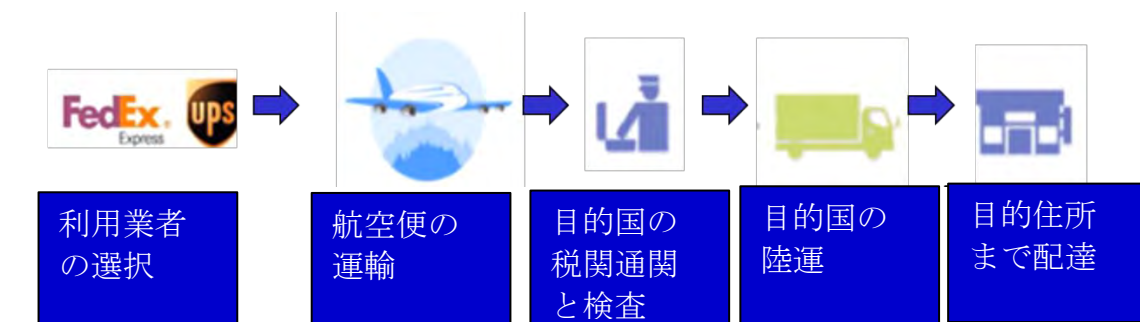 FedEx.
Express
ups
利用業者
の選択
航空便の
運輸
目的国の
税関通関
と検査
目的国の
陸運
目的住所
まで配達